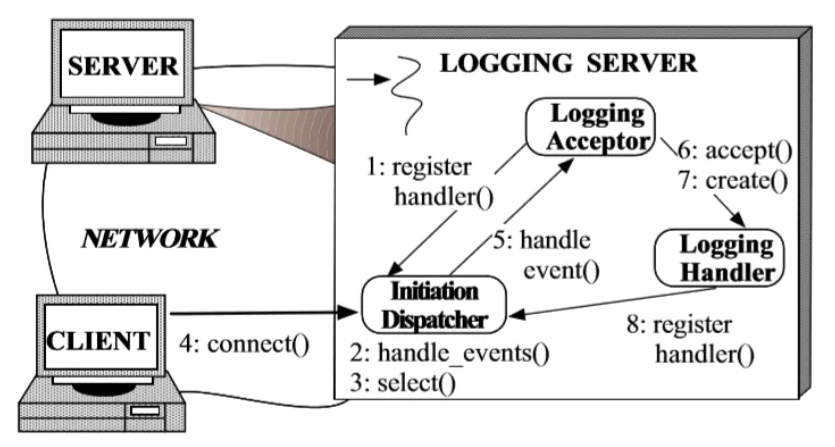 SERVER
LOGGING SERVER
Logging
Acceptor
1: register
handler()
6: accept()
7: create()
NETWORK
5: handle
event()
Logging
Handler
Initiation
Dispatcher
CLIENT
4: connect()
2: handle_events()
3: select()
8: register
handler()